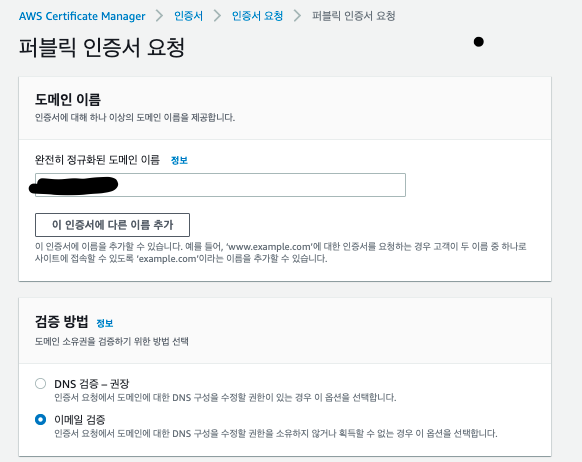 AWS Certificate Manager > 인증서 > 인증서 요청 > 퍼블릭 인증서 요청
퍼블릭 인증서 요청
도메인 이름
인증서에 대해 하나 이상의 도메인 이름을 제공합니다.
완전히 정규화된 도메인 이름 정보
이 인증서에 다른 이름 추가
이 인증서에 이름을 추가할 수 있습니다. 예를 들어, ‘www.example.com’에 대한 인증서를 요청하는 경우 고객이 두 이름 중 하나로
사이트에 접속할 수 있도록 ‘example.com’이라는 이름을 추가할 수 있습니다.
검증 방법 정보
도메인 소유권을 검증하기 위한 방법 선택
DNS 검증 – 권장
인증서 요청에서 도메인에 대한 DNS 구성을 수정할 권한이 있는 경우 이 옵션을 선택합니다.
이메일 검증
인증서 요청에서 도메인에 대한 DNS 구성을 수정할 권한을 소유하지 않거나 획득할 수 없는 경우 이 옵션을 선택합니다.